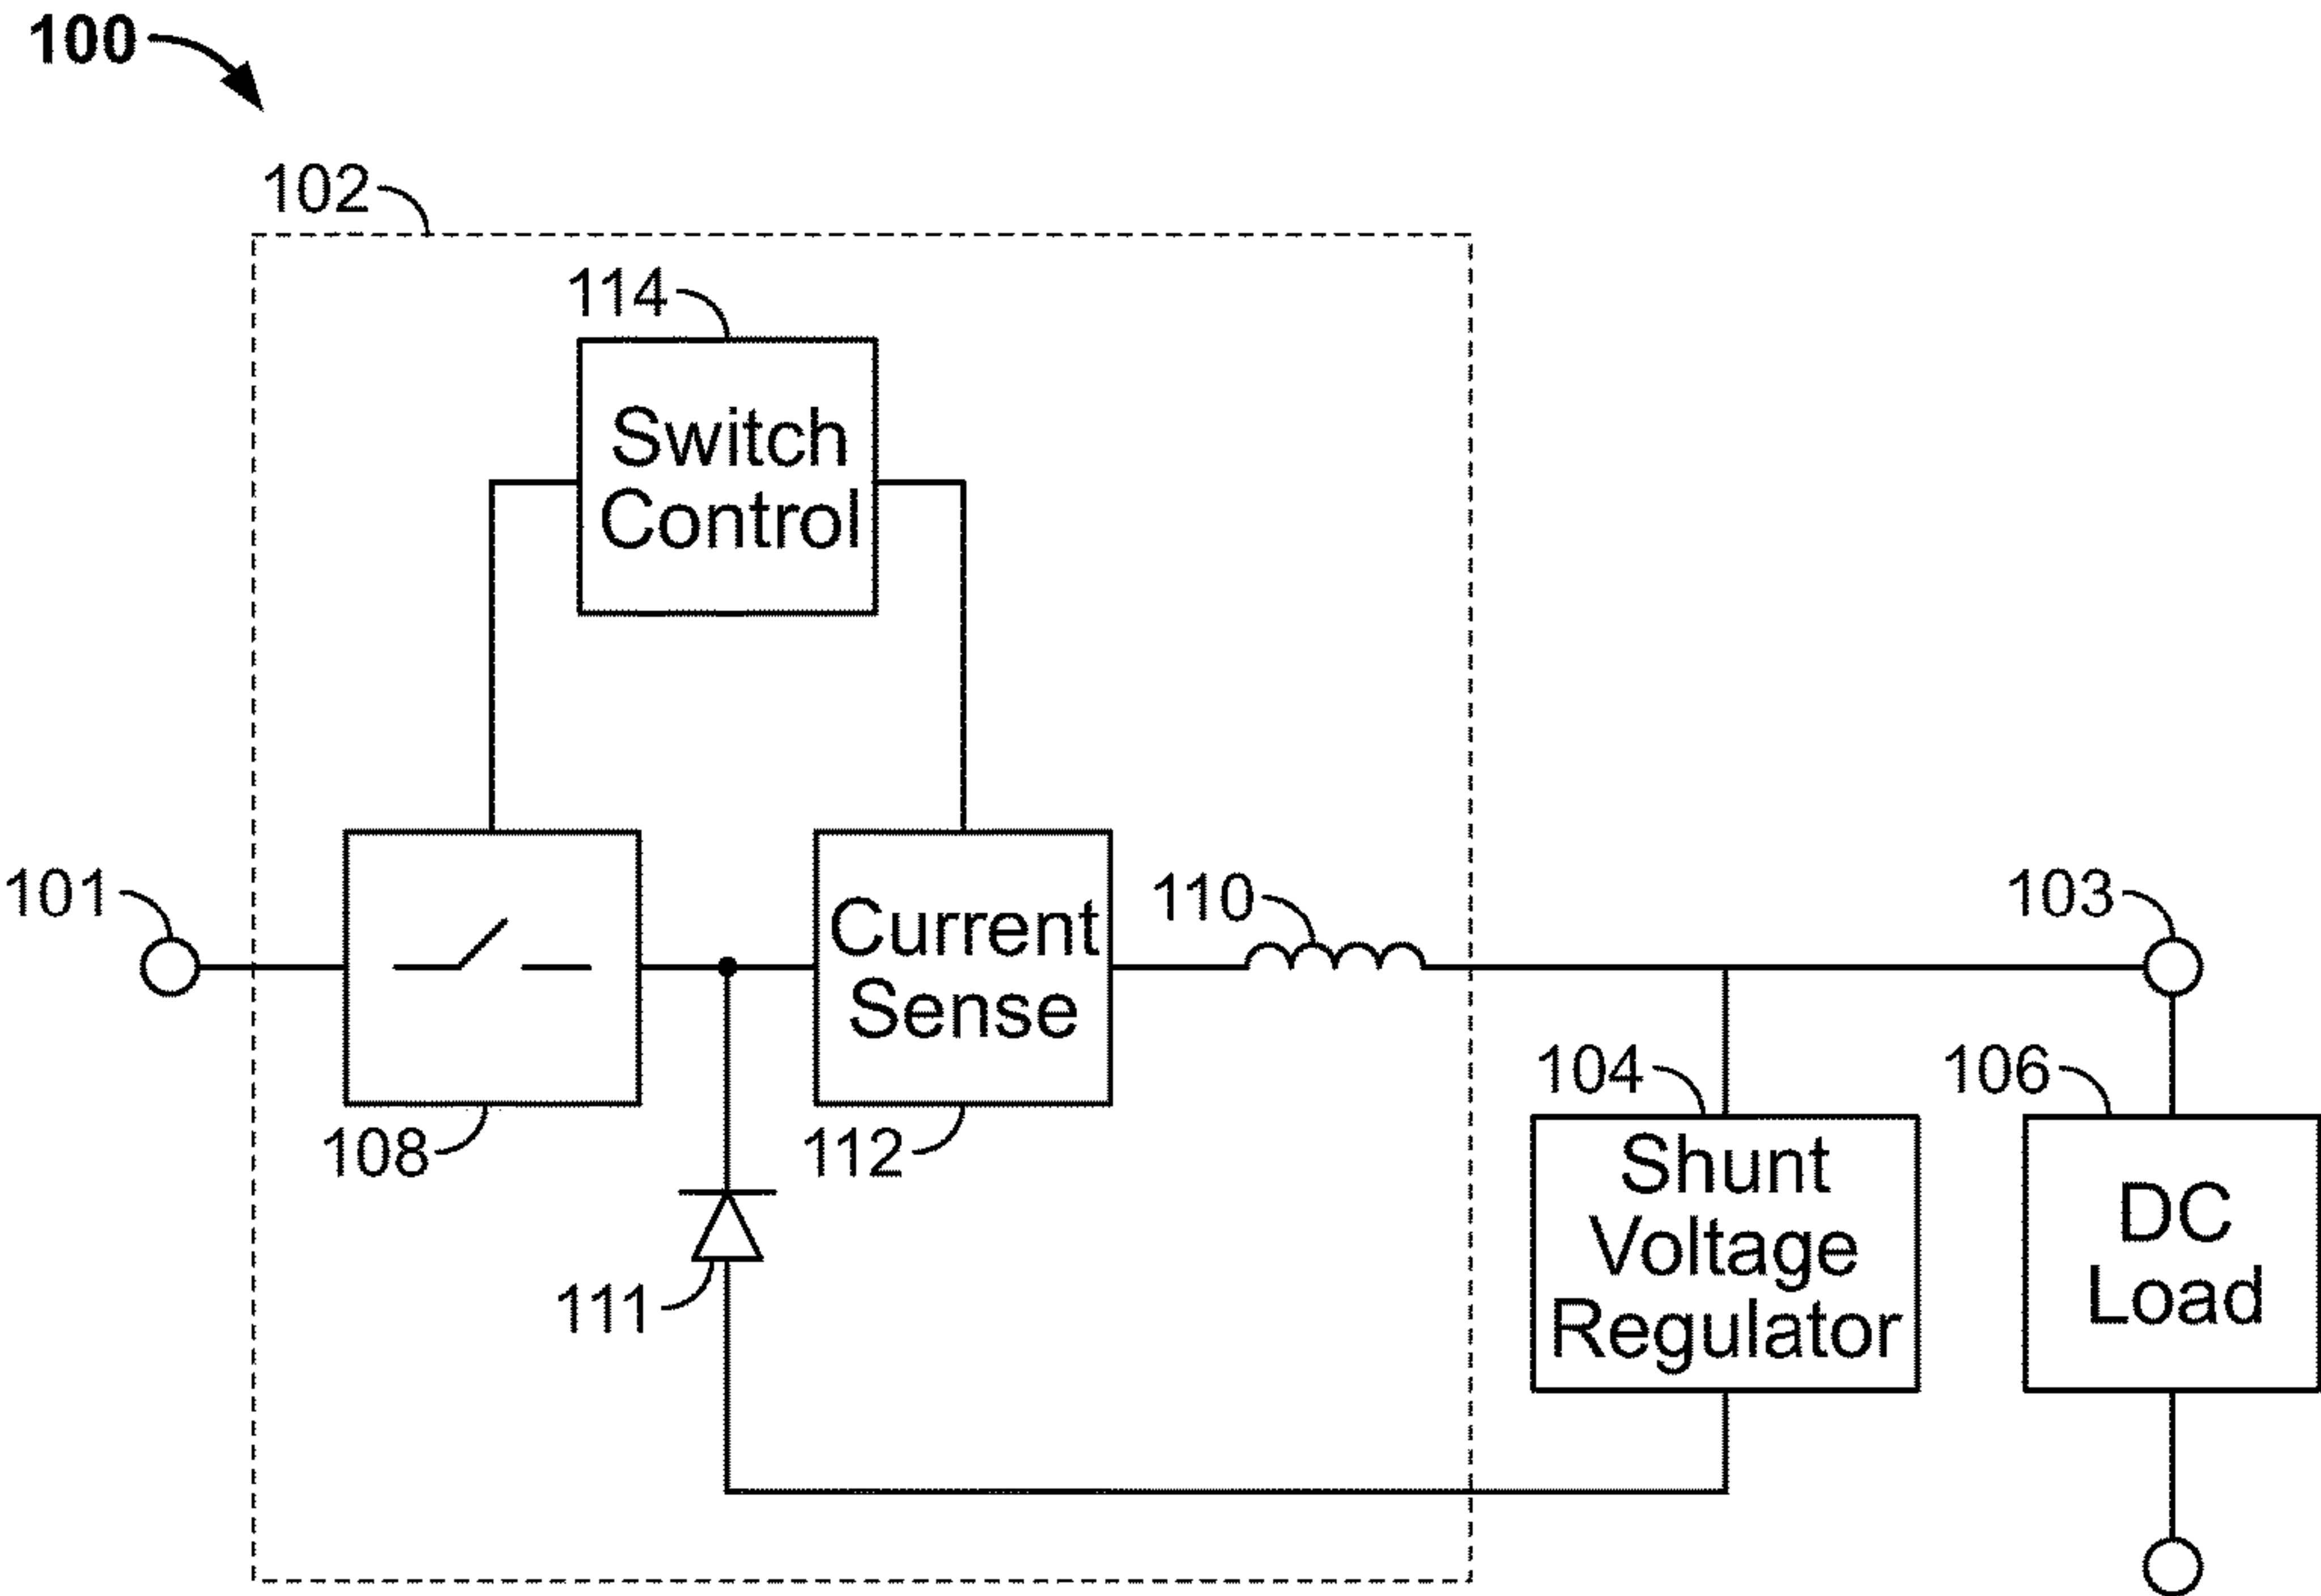 100
102
114
Switch
Control
101
108
Current
Sense
112
110
111
103
104
Shunt
Voltage
Regulator
106
DC
Load